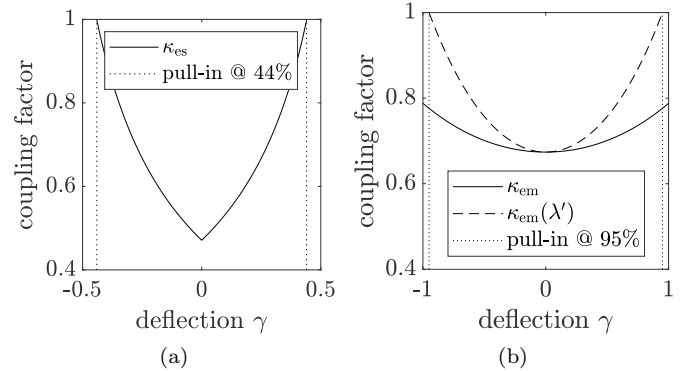 1
0.8
0.6
0.4
-0.5
0
0.5
coupling factor
deflection γ
κes
pull-in @ 44%
(a)
1
0.8
0.6
0.4
-1
0
1
coupling factor
deflection γ
κem
κem(λ′)
pull-in @ 95%
(b)